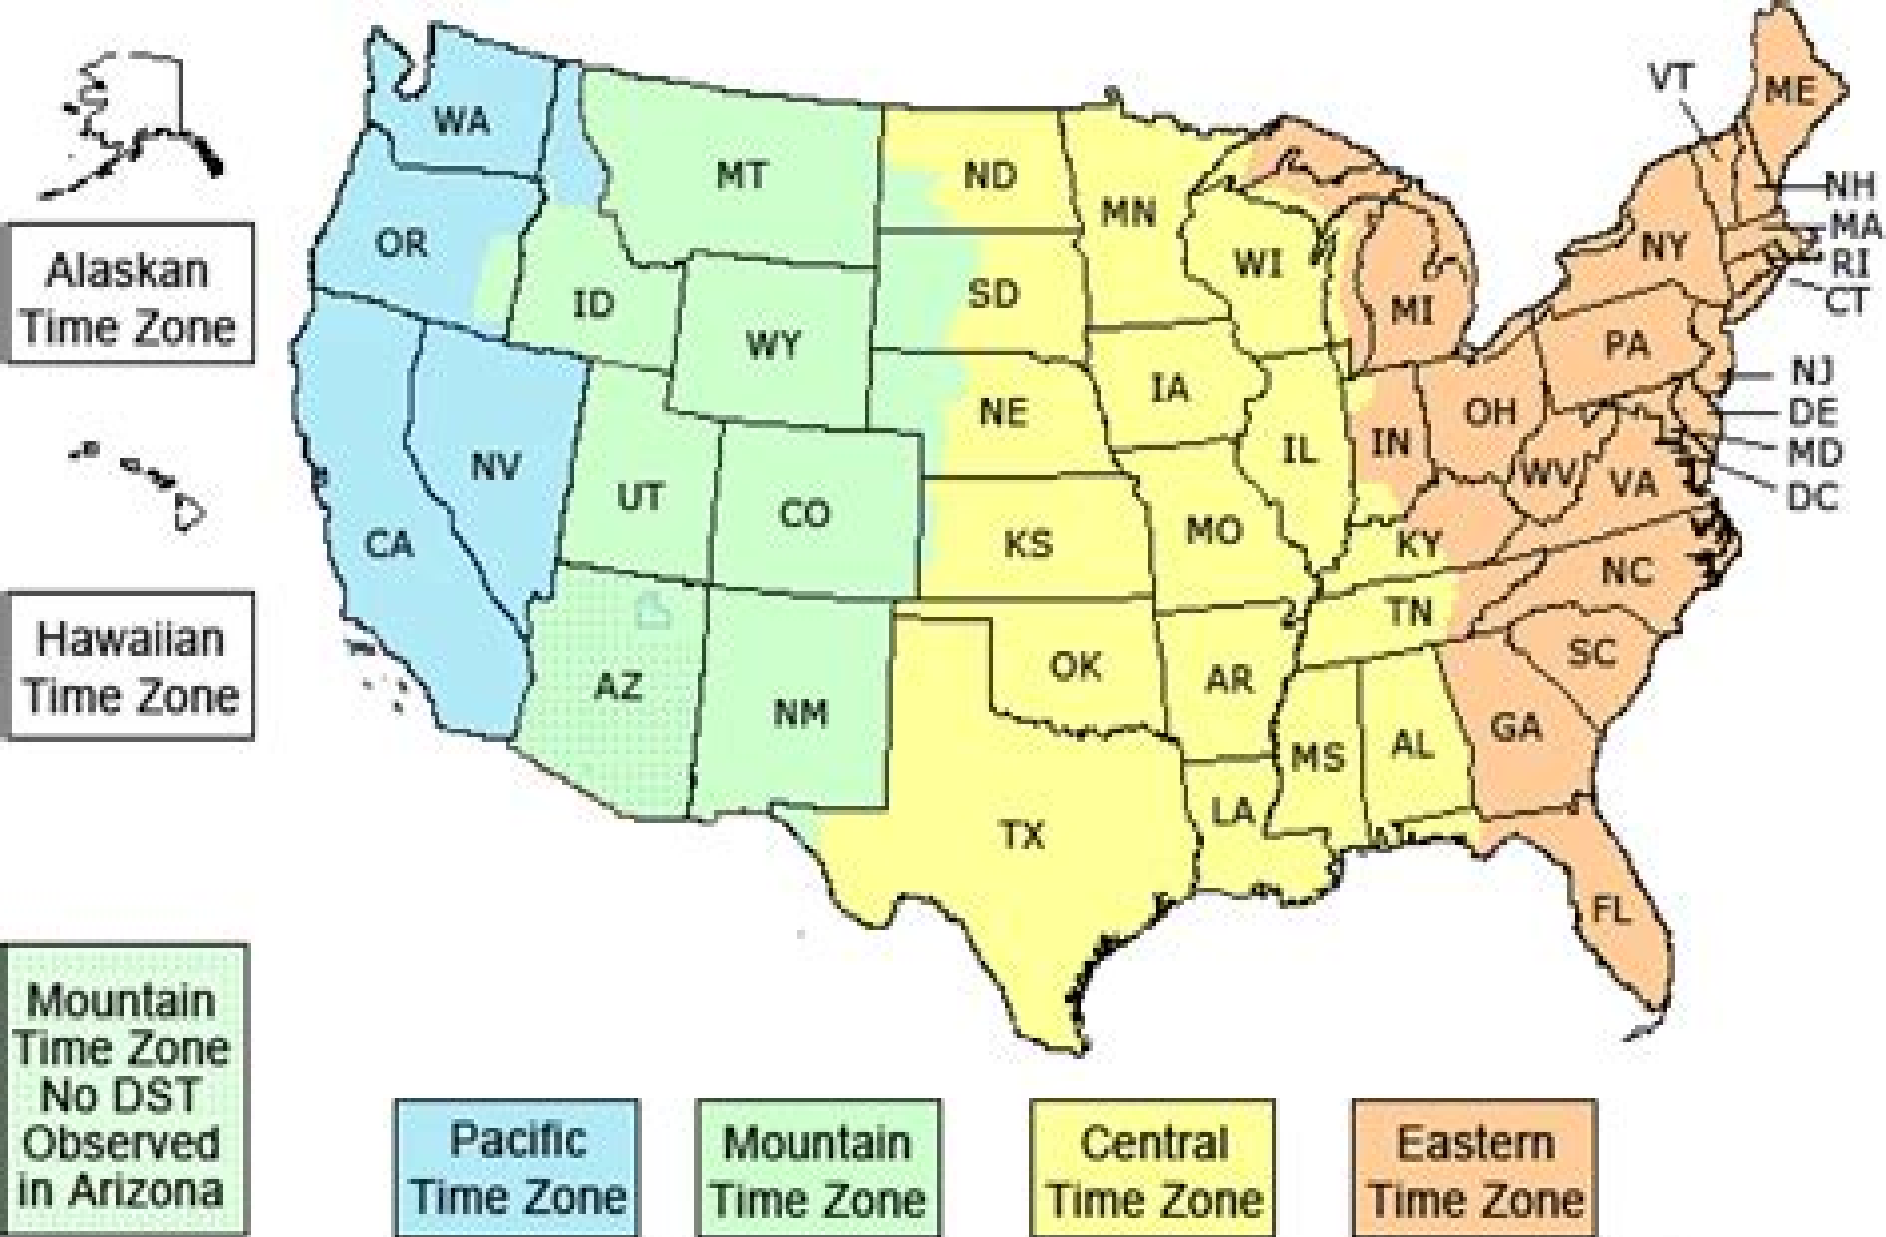 VT
ME
WA
MT
ND
MN
NH
MA
OR
ID
SD
WI
MI
NY
RI
CT
Alaskan
Time Zone
WY
IA
PA
NJ
NE
OH
DE
NV
UT
CO
IL
IN
WV
VA
MD
DC
CA
KS
MO
KY
NC
Hawaiian
Time Zone
AZ
NM
OK
AR
TN
SC
TX
LA
MS
AL
GA
FL
Mountain
Time Zone
No DST
Observed
in Arizona
Pacific
Time Zone
Mountain
Time Zone
Central
Time Zone
Eastern
Time Zone